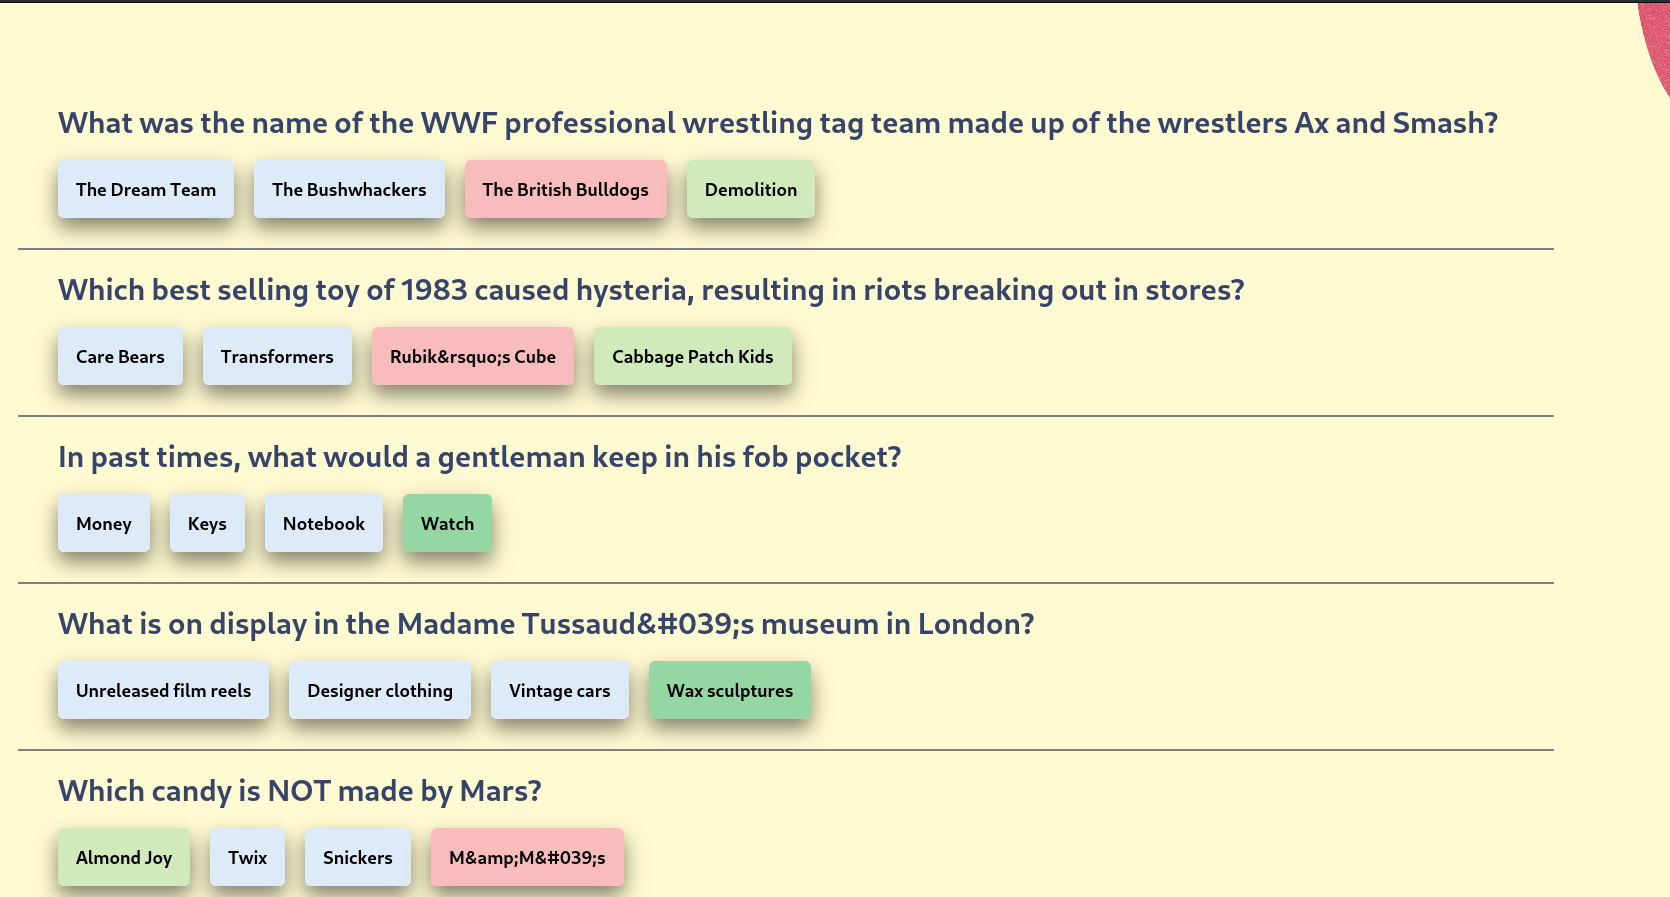 What was the name of the WWF professional wrestling tag team made up of the wrestlers Ax and Smash?
The Dream Team The Bushwhackers The British Bulldogs Demolition
Which best selling toy of 1983 caused hysteria, resulting in riots breaking out in stores?
Care Bears Transformers Rubik&rsquo;s Cube Cabbage Patch Kids
In past times, what would a gentleman keep in his fob pocket?
Money Keys Notebook Watch
What is on display in the Madame Tussaud&#039;s museum in London?
Unreleased film reels Designer clothing Vintage cars Wax sculptures
Which candy is NOT made by Mars?
Almond Joy Twix Snickers M&amp;M&#039;s